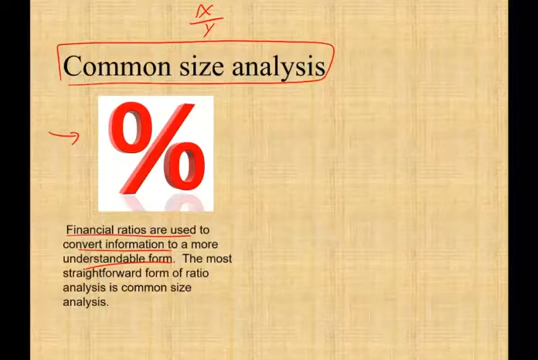 X
Y
Common size analysis
%
Financial ratios are used to
convert information to a more
understandable form. The most
straightforward form of ratio
analysis is common size
analysis.